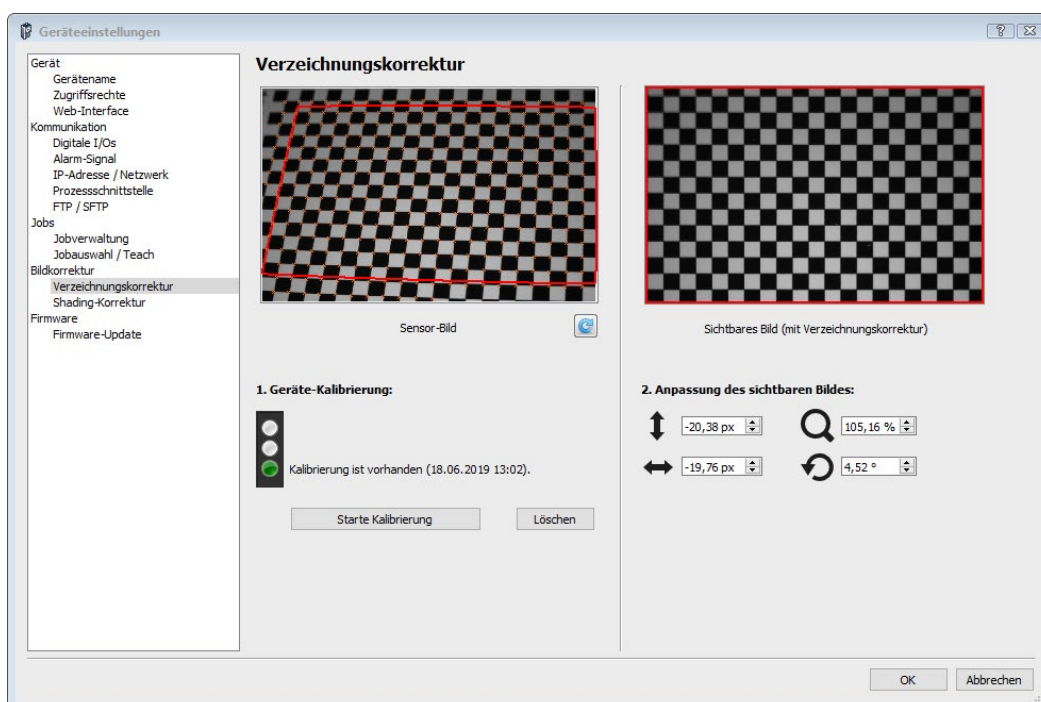 Geräteeinstellungen
Gerät
Gerätename
Zugriffsrechte
Web-Interface
Kommunikation
Digitale I/Os
Alarm-Signal
IP-Adresse / Netzwerk
Prozessschnittstelle
FTP / SFTP
Jobs
Jobverwaltung
Jobauswahl / Teach
Bildkorrektur
Verzeichnungskorrektur
Shading-Korrektur
Firmware
Firmware-Update
Verzeichnungskorrektur
Sensor-Bild
Sichtbares Bild (mit Verzeichnungskorrektur)
1. Geräte-Kalibrierung:
Kalibrierung ist vorhanden (18.06.2019 13:02).
Starte Kalibrierung
Löschen
2. Anpassung des sichtbaren Bildes:
-20,38 px
105,16 %
-19,76 px
4,52 °
OK
Abbrechen